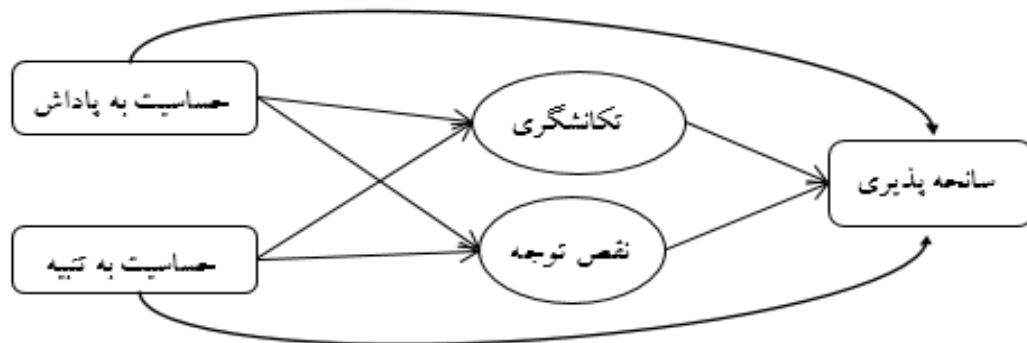 حساسیت به پاداش
تکانشگری
سانحه پذیری
نقص توجه
حساسیت به تنبیه